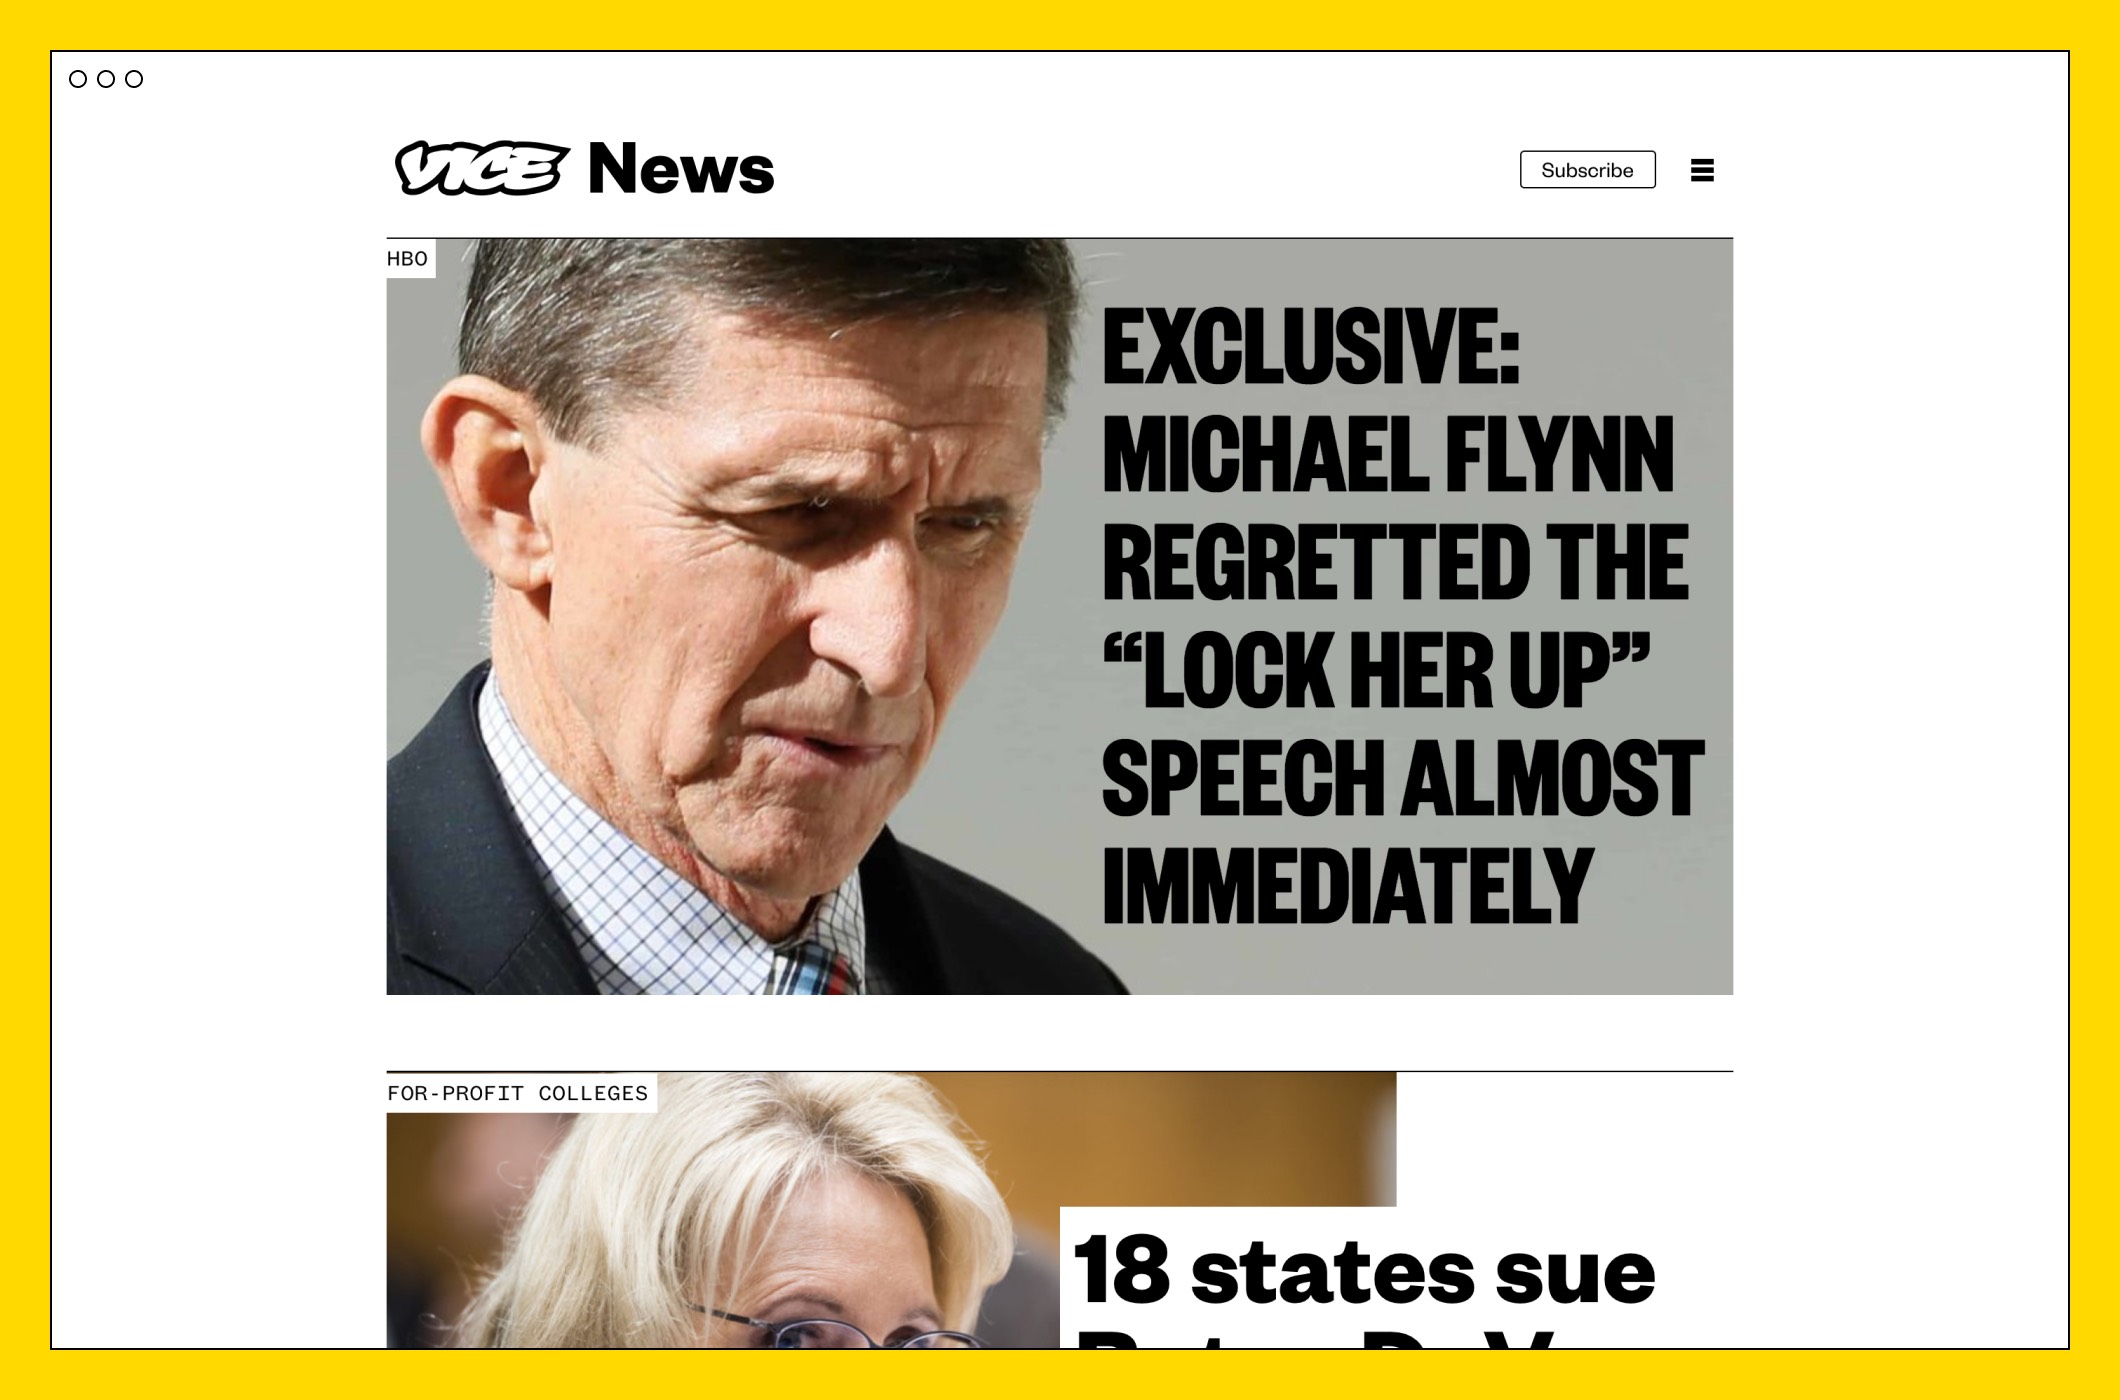 VICE News
Subscribe
HBO
EXCLUSIVE:
MICHAEL FLYNN
REGRETTED THE
“LOCK HER UP”
SPEECH ALMOST
IMMEDIATELY
FOR-PROFIT COLLEGES
18 states sue